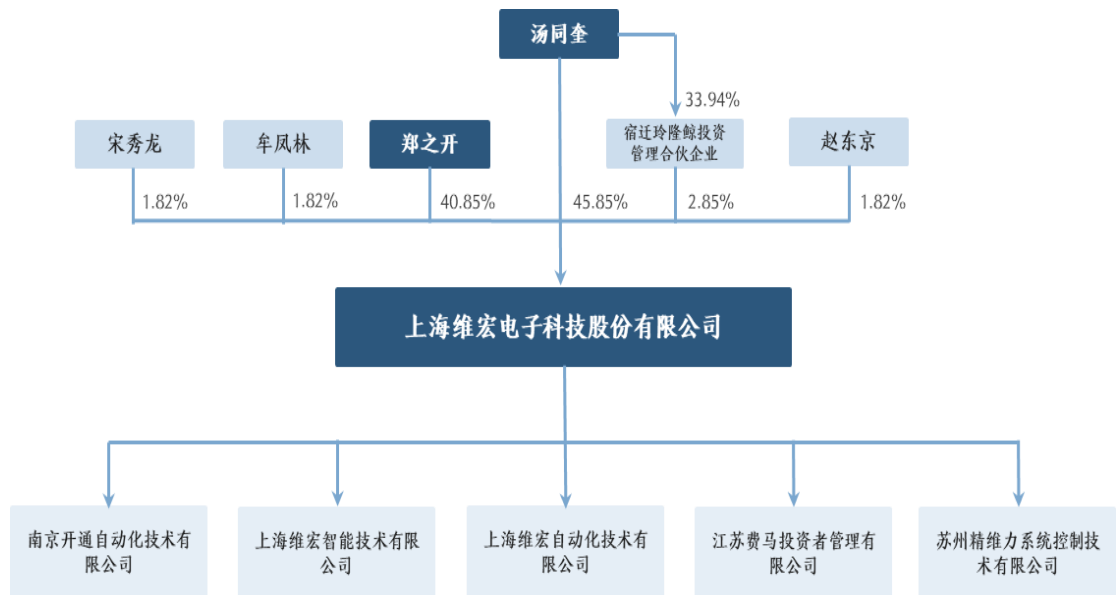 汤同奎
33.94%
宋秀龙
牟凤林
郑之开
宿迁玲隆鲸投资
管理合伙企业
赵东京
1.82%
1.82%
40.85%
45.85%
2.85%
1.82%
上海维宏电子科技股份有限公司
南京开通自动化技术有
限公司
上海维宏智能技术有限
公司
上海维宏自动化技术有
限公司
江苏费马投资者管理有
限公司
苏州精维力系统控制技
术有限公司